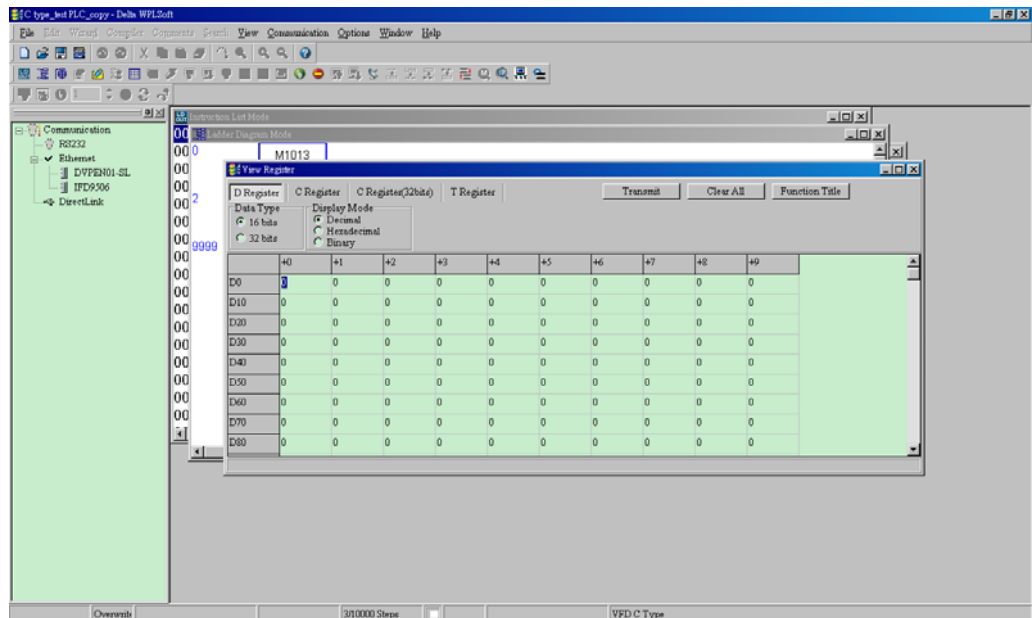 C type_test PLC_copy - Delta WPLSoft
File Edit Wizard Compiler Comments Search View Communication Options Window Help
1
Communication
RS232
Ethernet
DVPEN01-SL
IFD9506
DirectLink
Instruction List Mode
Ladder Diagram Mode
0
M1013
2
9999
View Register
D Register C Register C Register(32bits) T Register Transmit Clear All Function Title
Data Type Display Mode
16 bits Decimal
Hexadecimal
32 bits Binary
+0 +1 +2 +3 +4 +5 +6 +7 +8 +9
D0 0 0 0 0 0 0 0 0 0 0
D10 0 0 0 0 0 0 0 0 0 0
D20 0 0 0 0 0 0 0 0 0 0
D30 0 0 0 0 0 0 0 0 0 0
D40 0 0 0 0 0 0 0 0 0 0
D50 0 0 0 0 0 0 0 0 0 0
D60 0 0 0 0 0 0 0 0 0 0
D70 0 0 0 0 0 0 0 0 0 0
D80 0 0 0 0 0 0 0 0 0 0
Overwrite 3/10000 Steps VFD C Type